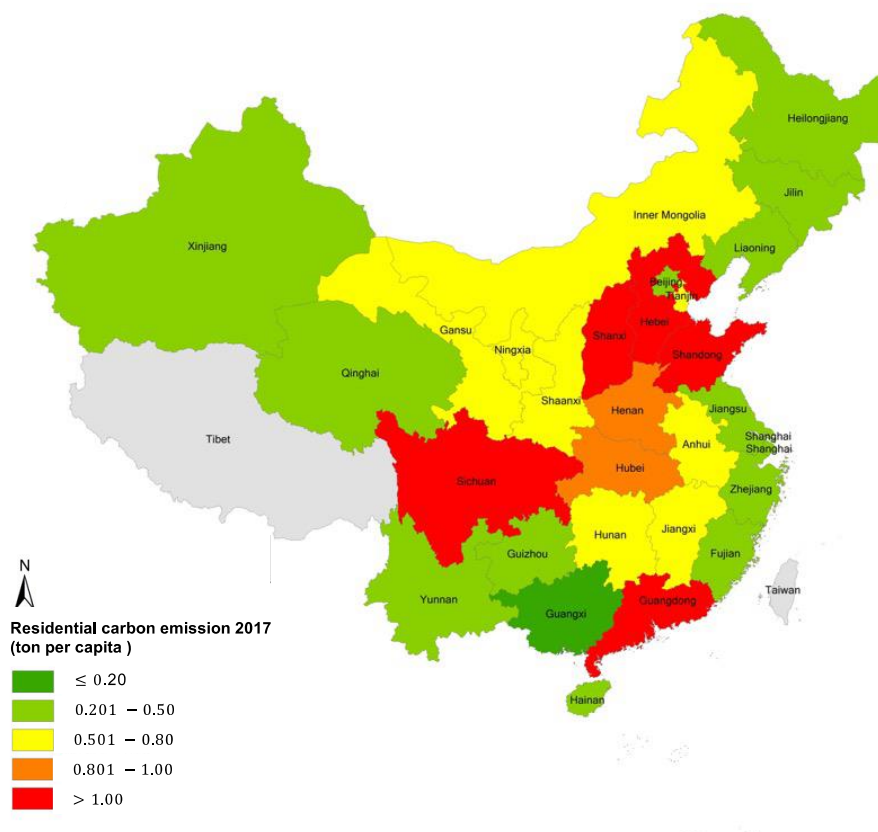 Heilongjiang
Jilin
Inner Mongolia
Xinjiang
Liaoning
Beijing
Tianjin
Gansu
Hebei
Shanxi
Ningxia
Shandong
Qinghai
Shaanxi
Henan
Jiangsu
Tibet
Shanghai
Anhui
Shanghai
Hubei
Sichuan
Zhejiang
Hunan
Jiangxi
Guizhou
Fujian
N
Taiwan
Yunnan
Guangdong
Guangxi
Residential carbon emission 2017
(ton per capita )
≤ 0.20
0.201 – 0.50
Hainan
0.501 – 0.80
0.801 – 1.00
> 1.00